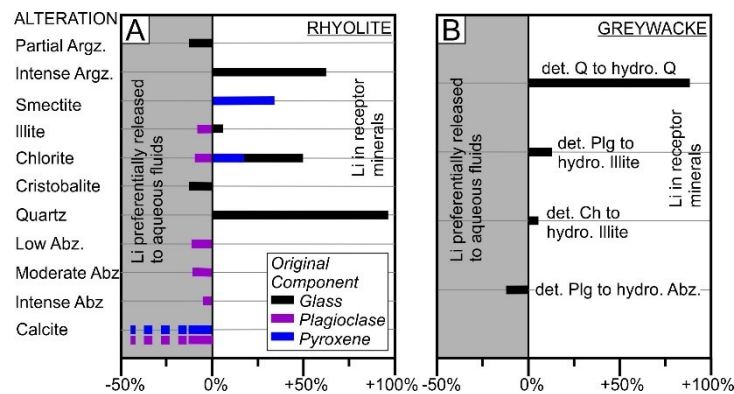 ALTERATION
A
RHYOLITE
Partial Argz.
Intense Argz.
Smectite
Illite
Chlorite
Cristobalite
Quartz
Low Abz.
Moderate Abz
Intense Abz
Calcite
Li preferentially released
to aqueous fluids
Li in receptor
minerals
Original
Component
Glass
Plagioclase
Pyroxene
-50%
0%
+50%
+100%
B
GREYWACKE
det. Q to hydro. Q
det. Plg to
hydro. Illite
det. Ch to
hydro. Illite
det. Plg to hydro. Abz.
Li preferentially released
to aqueous fluids
Li in receptor
minerals
-50%
0%
+50%
+100%